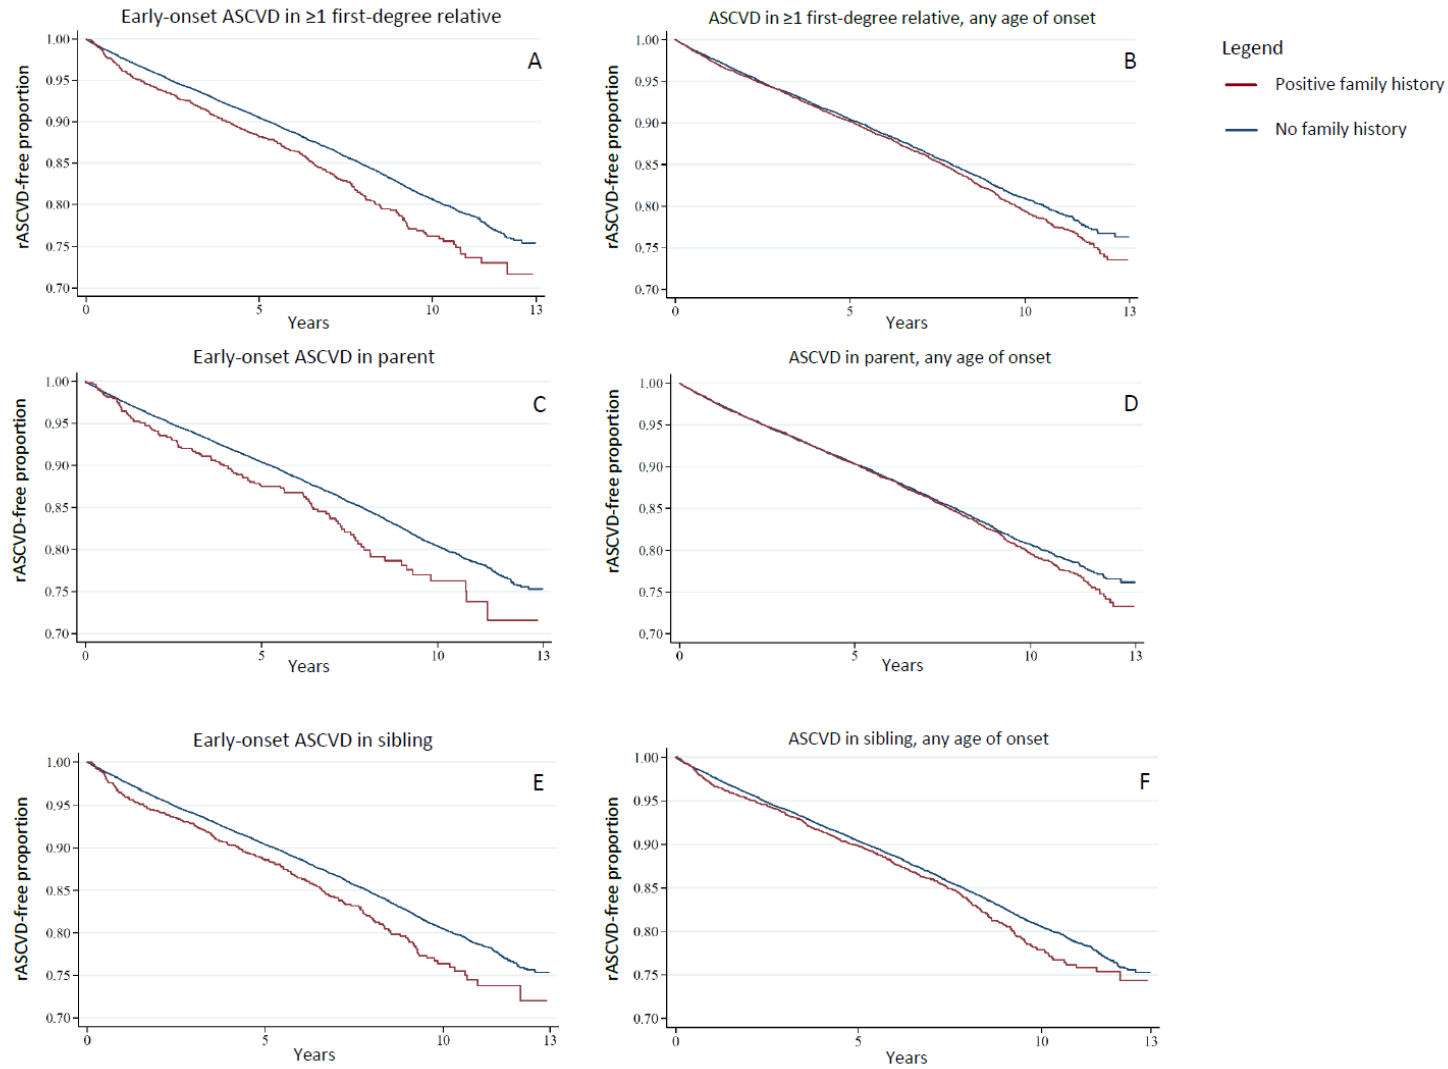 Early-onset ASCVD in ≥1 first-degree relative
A
rASCVD-free proportion
1.00
0.95
0.90
0.85
0.80
0.75
0.70
0 5 10 13
Years
ASCVD in ≥1 first-degree relative, any age of onset
B
rASCVD-free proportion
1.00
0.95
0.90
0.85
0.80
0.75
0.70
0 5 10 13
Years
Legend
Positive family history
No family history
Early-onset ASCVD in parent
C
rASCVD-free proportion
1.00
0.95
0.90
0.85
0.80
0.75
0.70
0 5 10 13
Years
ASCVD in parent, any age of onset
D
rASCVD-free proportion
1.00
0.95
0.90
0.85
0.80
0.75
0.70
0 5 10 13
Years
Early-onset ASCVD in sibling
E
rASCVD-free proportion
1.00
0.95
0.90
0.85
0.80
0.75
0.70
0 5 10 13
Years
ASCVD in sibling, any age of onset
F
rASCVD-free proportion
1.00
0.95
0.90
0.85
0.80
0.75
0.70
0 5 10 13
Years